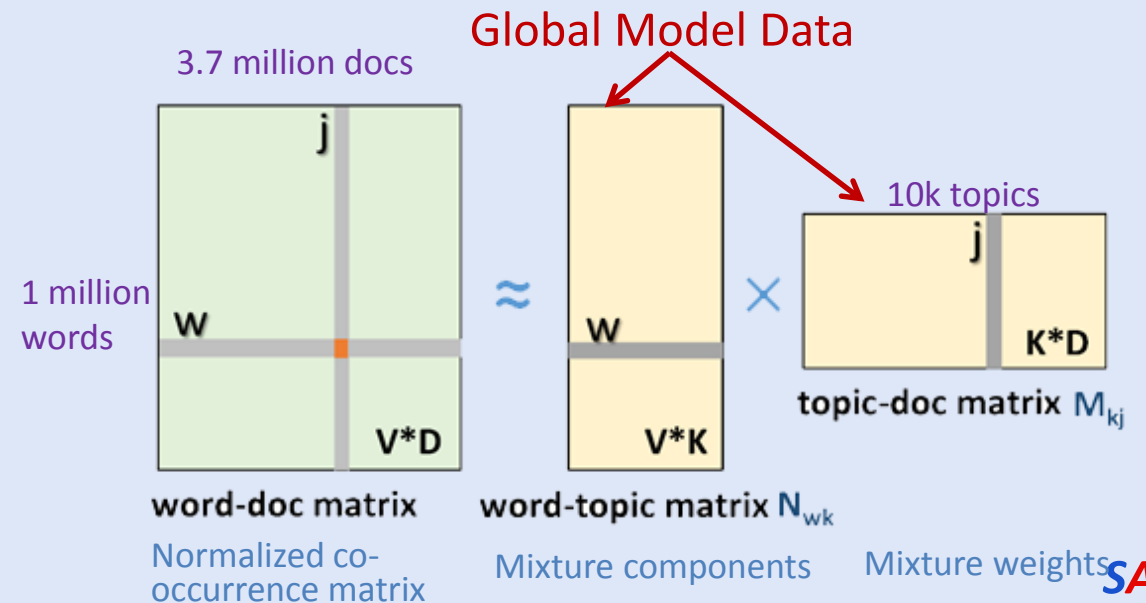 Global Model Data
3.7 million docs
10k topics
j
j
1 million
words
w
w
≈
×
K*D
topic-doc matrix Mkj
V*D
V*K
word-doc matrix
word-topic matrix Nwk
Normalized co-
occurrence matrix
Mixture components
Mixture weights
SA